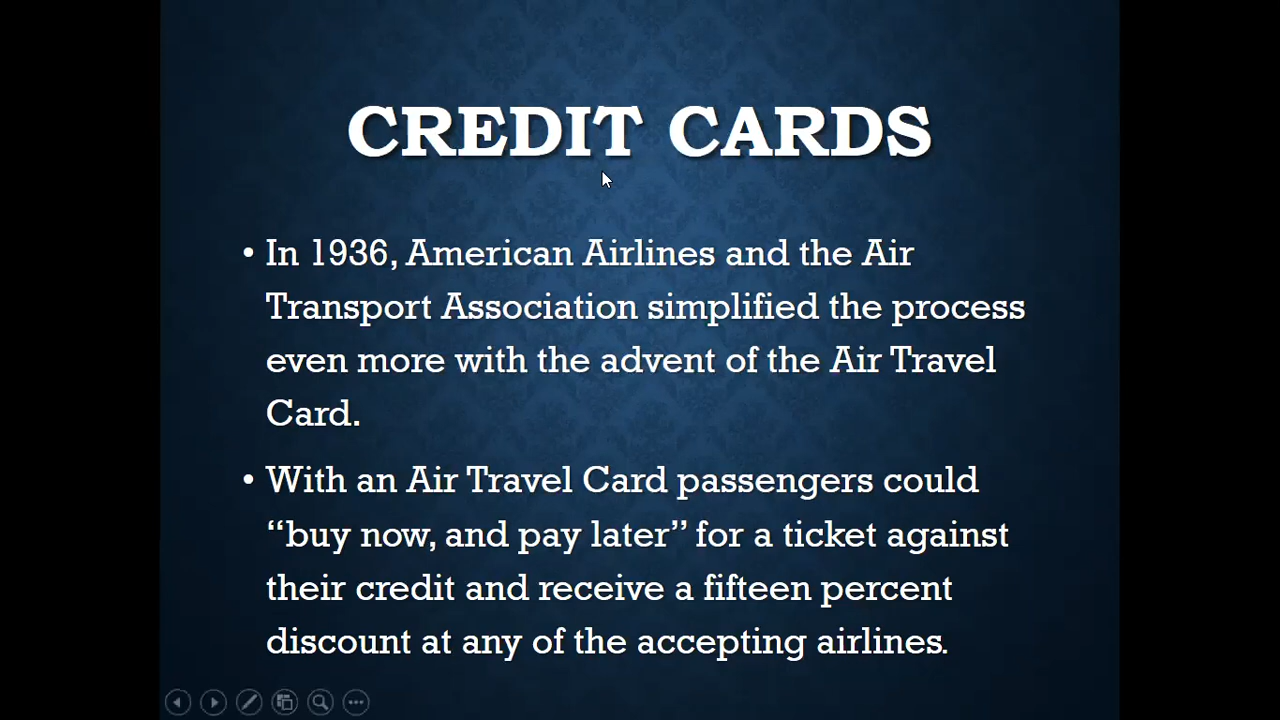 CREDIT CARDS
• In 1936, American Airlines and the Air
Transport Association simplified the process
even more with the advent of the Air Travel
Card.
• With an Air Travel Card passengers could
“buy now, and pay later” for a ticket against
their credit and receive a fifteen percent
discount at any of the accepting airlines.